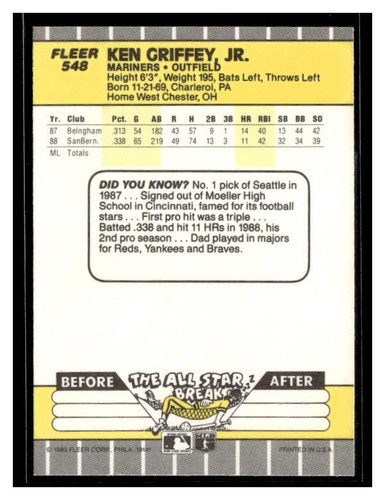 FLEER
548
KEN GRIFFEY, JR.
MARINERS • OUTFIELD
Height 6'3", Weight 195, Bats Left, Throws Left
Born 11-21-69, Charleroi, PA
Home West Chester, OH
Yr. Club Pct. G AB R H 2B 3B HR RBI SB BB SO
87 Belngham .313 54 182 43 57 9 1 14 40 13 44 42
88 SanBern. .338 65 219 49 74 13 3 11 42 32 34 39
ML Totals
DID YOU KNOW? No. 1 pick of Seattle in
1987 . . . Signed out of Moeller High
School in Cincinnati, famed for its football
stars . . . First pro hit was a triple . . .
Batted .338 and hit 11 HRs in 1988, his
2nd pro season . . . Dad played in majors
for Reds, Yankees and Braves.
BEFORE THE ALL STAR BREAK AFTER
© 1989 FLEER CORP., PHILA. 19141
PRINTED IN U.S.A.